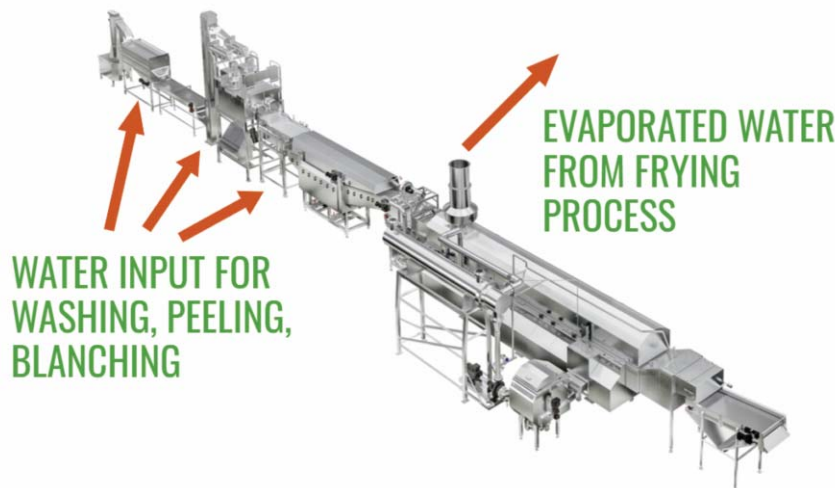 EVAPORATED WATER
FROM FRYING
PROCESS
WATER INPUT FOR
WASHING, PEELING,
BLANCHING